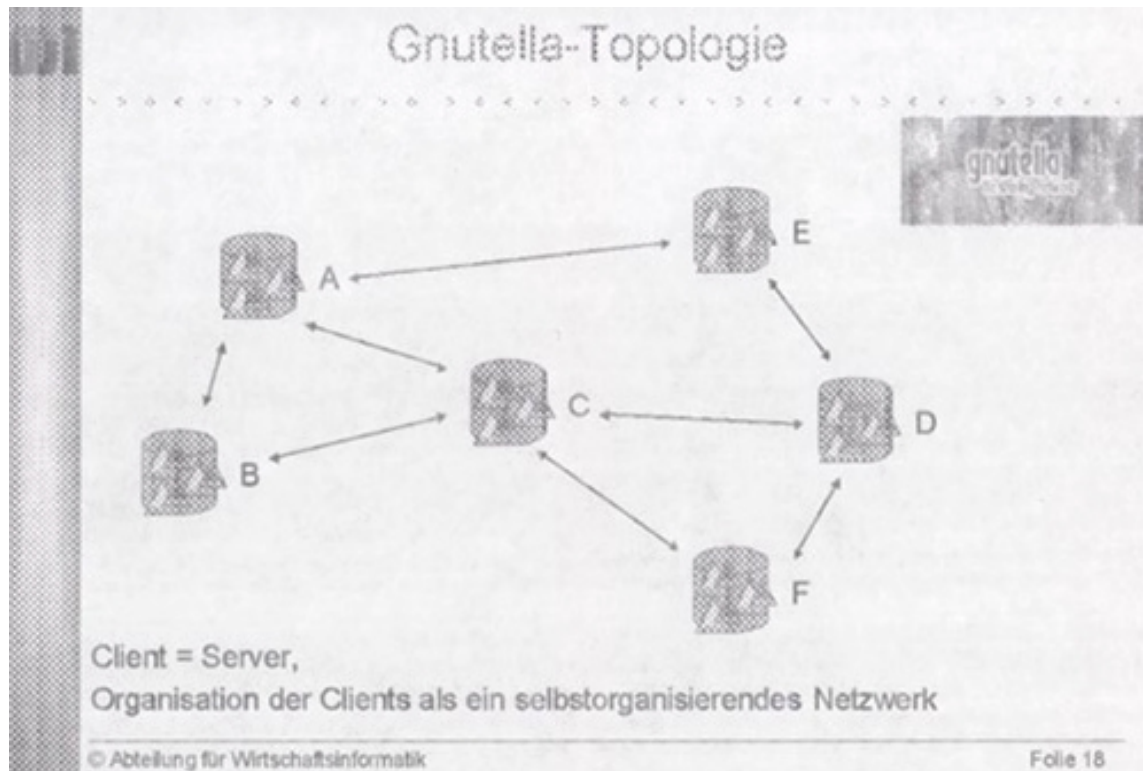 Gnutella-Topologie
gnutella
E
A
C
D
B
F
Client = Server,
Organisation der Clients als ein selbstorganisierendes Netzwerk
© Abteilung für Wirtschaftsinformatik
Folie 18